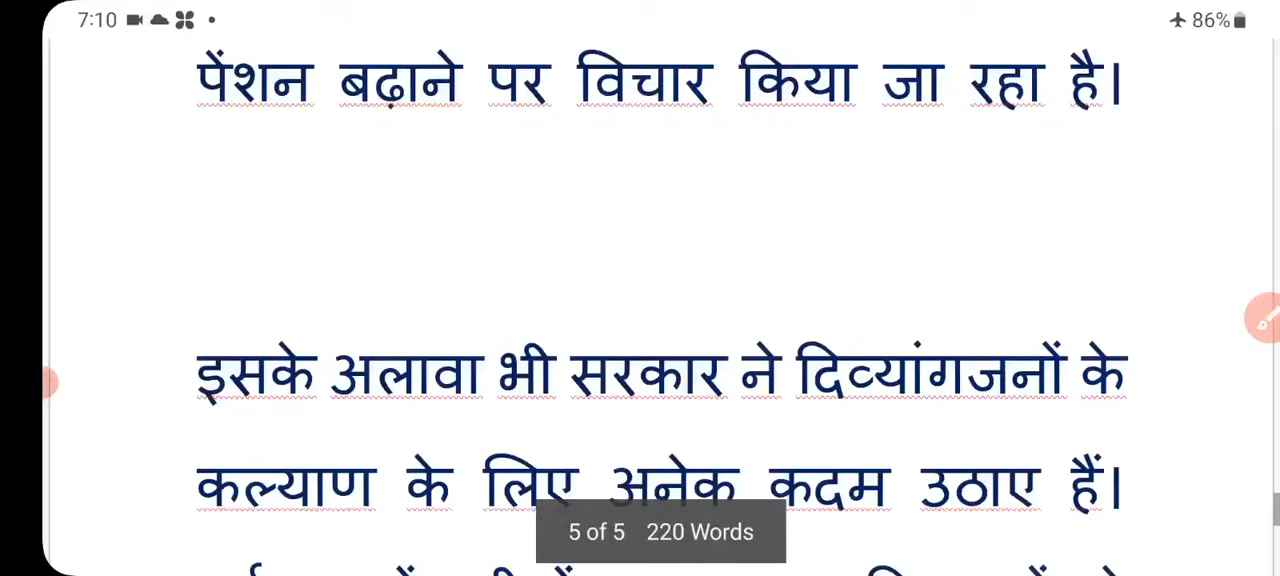 7:10
86%
पेंशन बढ़ाने पर विचार किया जा रहा है।
इसके अलावा भी सरकार ने दिव्यांगजनों के
कल्याण के लिए अनेक कदम उठाए हैं।
5 of 5 220 Words